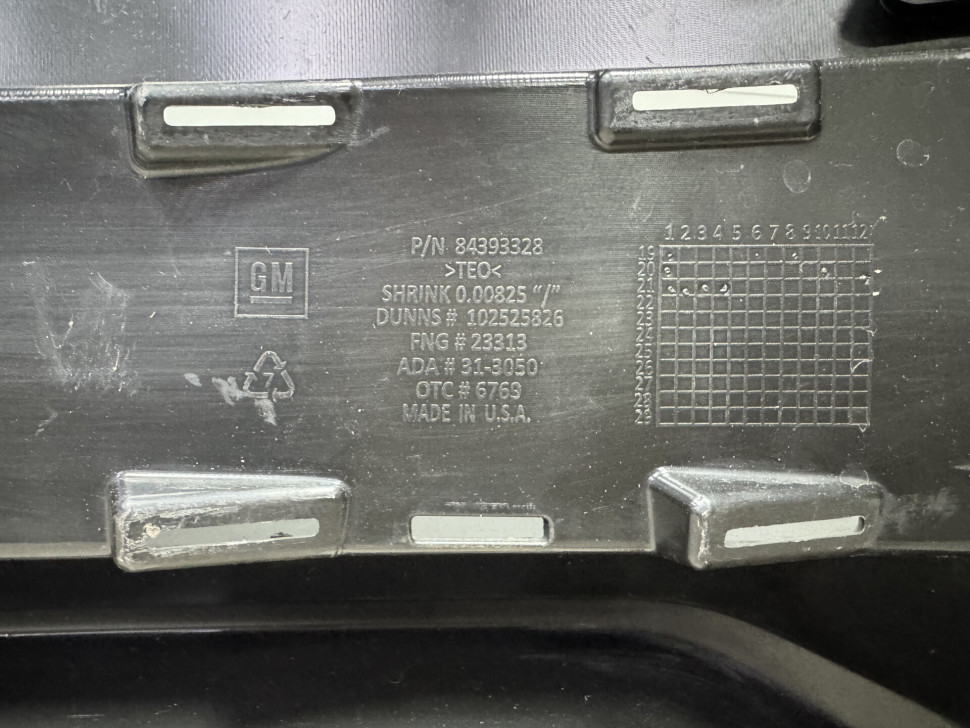 GM
7
P/N 84393328
>TEO<
SHRINK 0.00825 “/”
DUNNS # 102525826
FNG # 23313
ADA # 31-3050
OTC # 6769
MADE IN U.S.A.
1 2 3 4 5 6 7 8 9 10 11 12
19
20
21
22
23
24
25
26
27
28
29